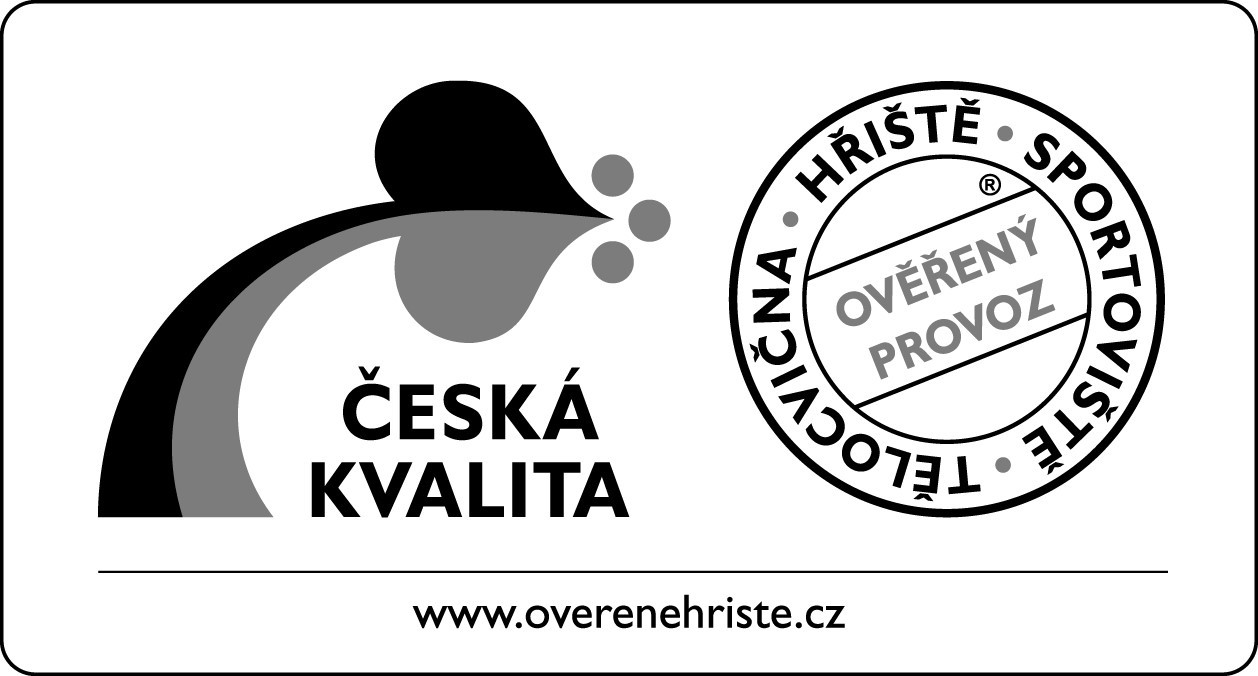 ČESKÁ
KVALITA
HŘIŠTĚ • SPORTOVIŠTĚ • TĚLOCVIČNA •
®
OVĚŘENÝ
PROVOZ
www.overenehriste.cz